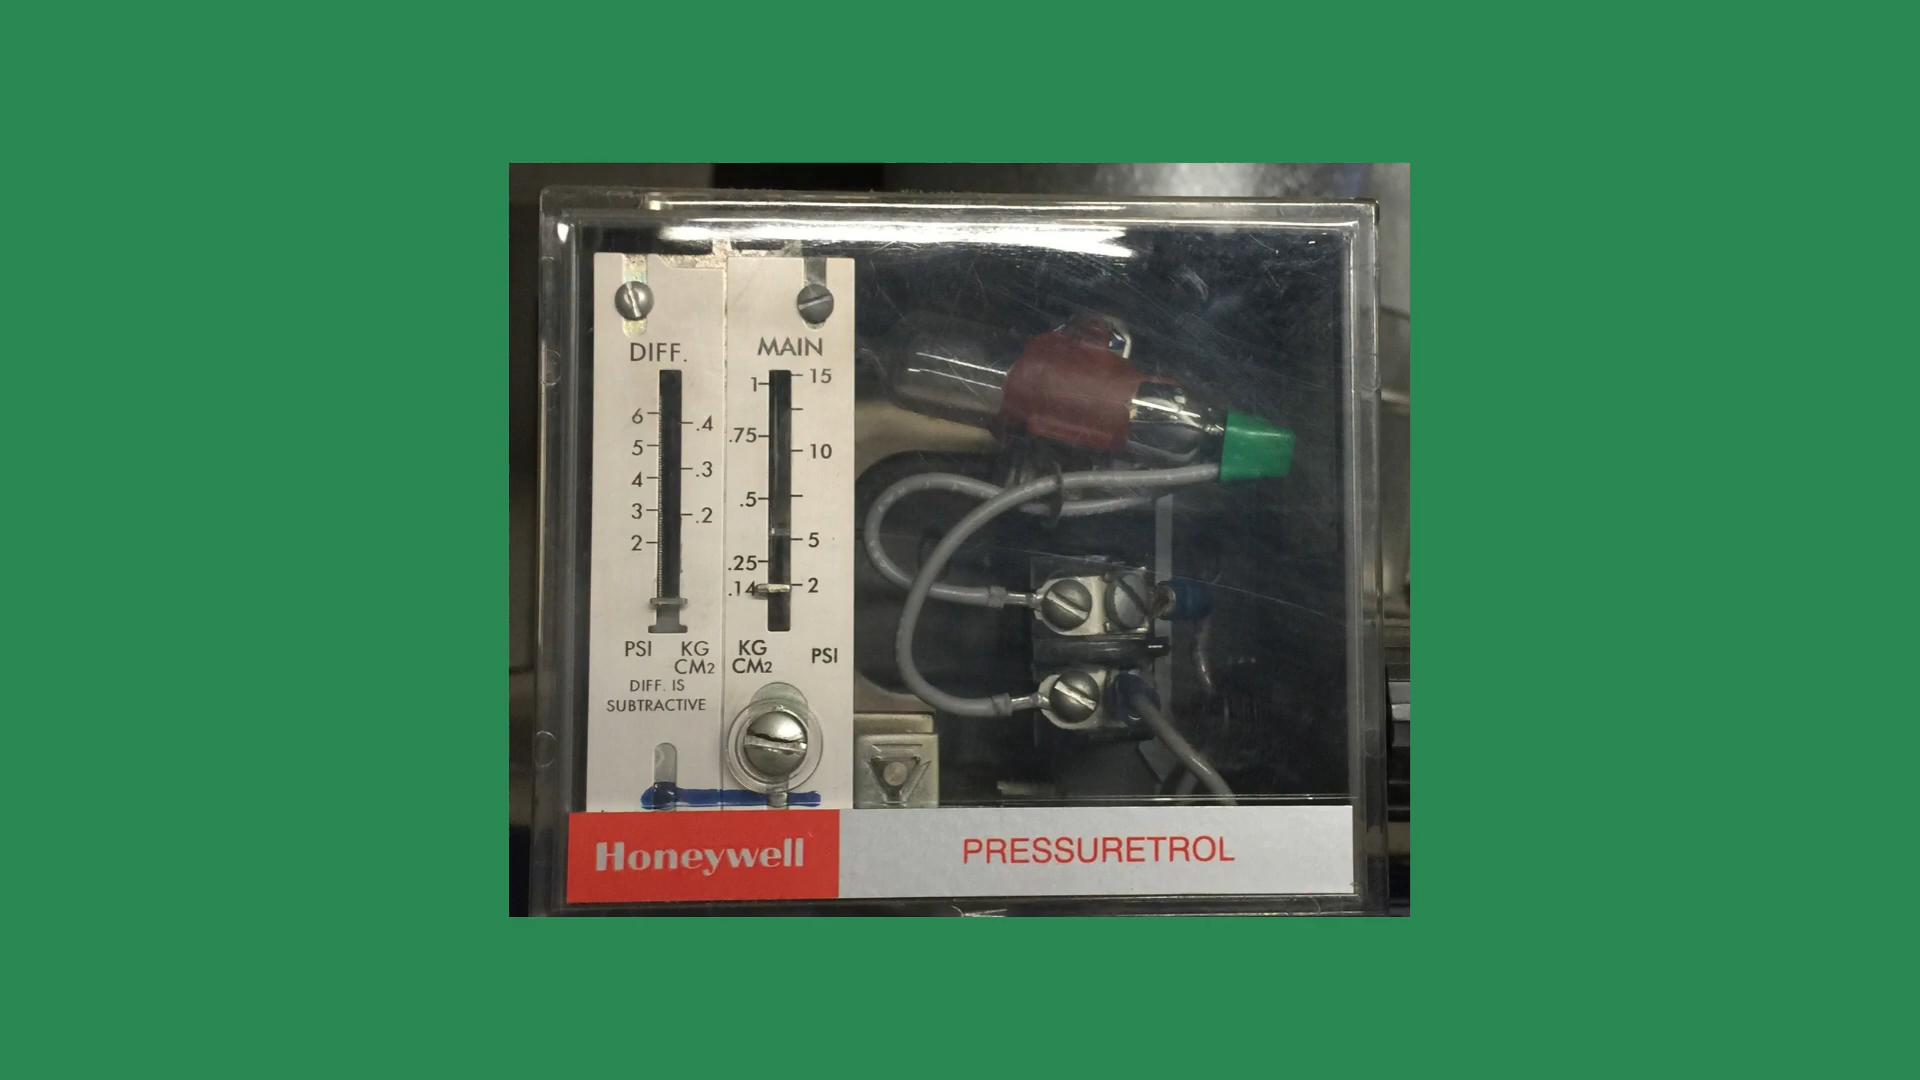 DIFF.
6
5
4
3
2
.4
.3
.2
PSI
KG
CM2
DIFF. IS
SUBTRACTIVE
MAIN
1
.75
.5
.25
.14
15
10
5
2
KG
CM2
PSI
Honeywell
PRESSURETROL